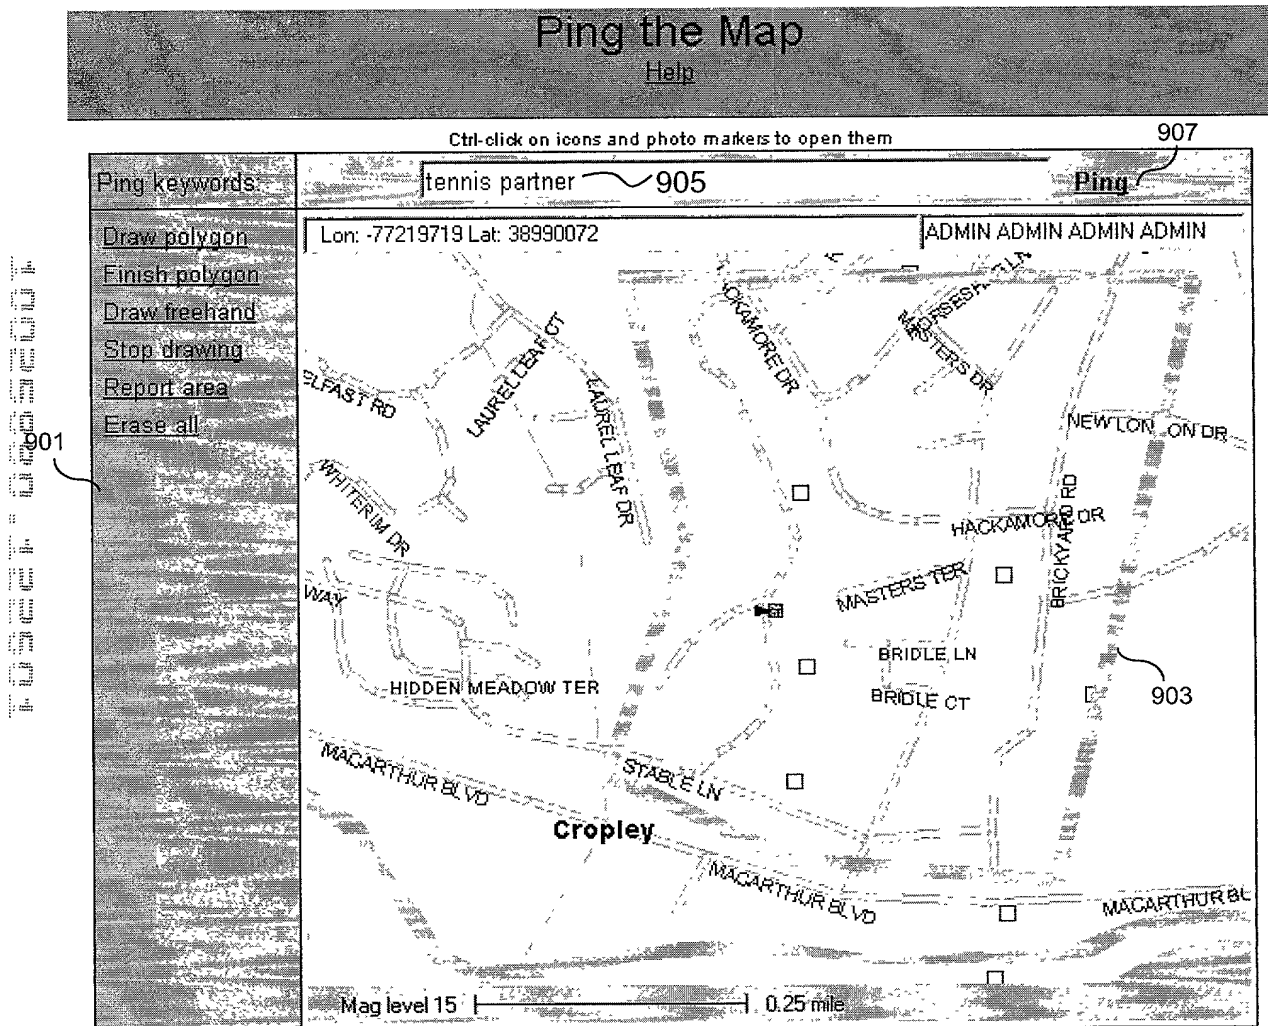 Ping the Map
Help
Ctrl-click on icons and photo markers to open them
907
Ping keywords:
tennis partner
905
Ping
Lon: -77219719 Lat: 38990072
ADMIN ADMIN ADMIN ADMIN
Draw polygon
Finish polygon
Draw freehand
Stop drawing
Report area
Erase all
901
ELFAST RD
LAUREL LEAF CT
LAUREL LEAF DR
MASTERS DR
NEW LON ON DR
WHITERIM DR
HACKAMORE DR
BRICKYARD RD
MASTERS TER
WAY
BRIDLE LN
BRIDLE CT
HIDDEN MEADOW TER
903
MACARTHUR BLVD
STABLE LN
Cropley
MACARTHUR BLVD
MACARTHUR BL
Mag level 15
0.25 mile